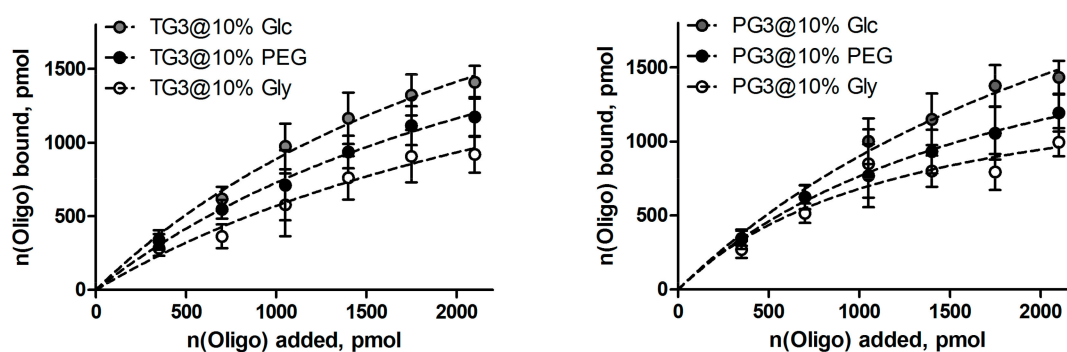 TG3@10% Glc
TG3@10% PEG
TG3@10% Gly
1500
1000
500
0
0
500
1000
1500
2000
n(Oligo) bound, pmol
n(Oligo) added, pmol
PG3@10% Glc
PG3@10% PEG
PG3@10% Gly
1500
1000
500
0
0
500
1000
1500
2000
n(Oligo) bound, pmol
n(Oligo) added, pmol